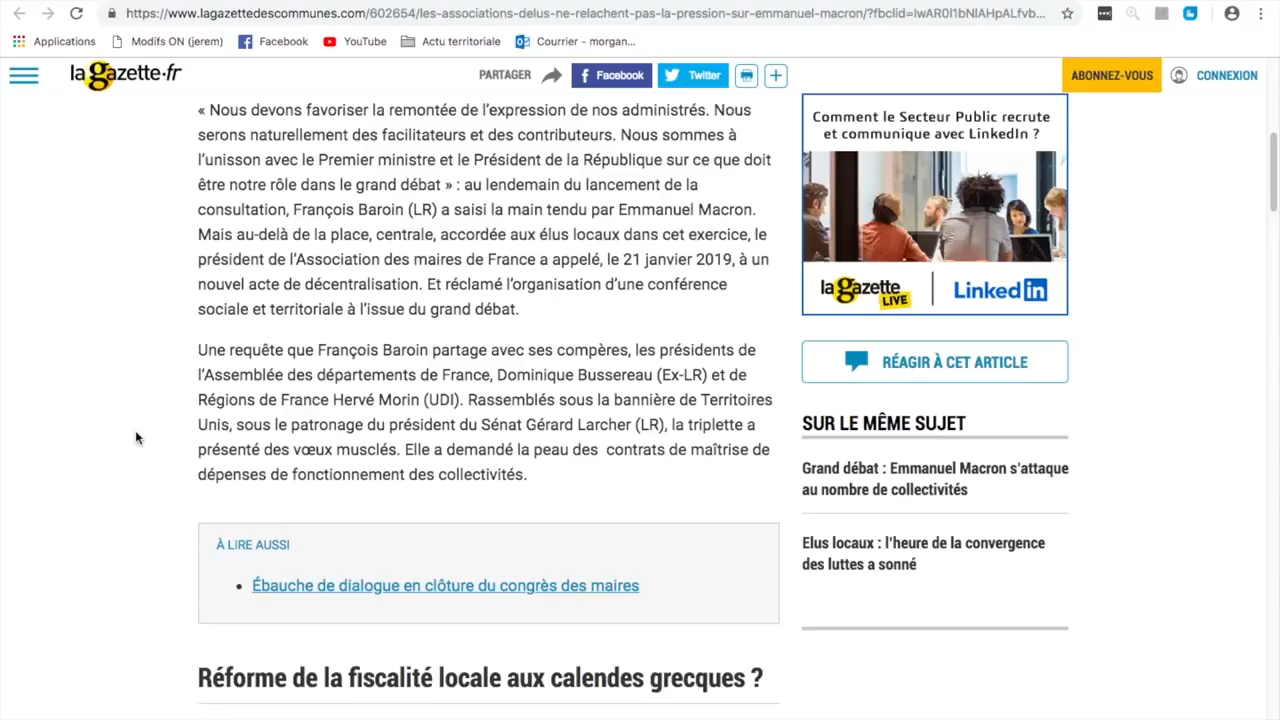 https://www.lagazettedescommunes.com/602654/les-associations-delus-ne-relachent-pas-la-pression-sur-emmanuel-macron/?fbclid=IwAR0I1bNIAHpALfvb...
Applications
Modifs ON (jerem)
Facebook
YouTube
Actu territoriale
Courrier - morgan...
la gazette.fr
PARTAGER
Facebook
Twitter
ABONNEZ-VOUS
CONNEXION
« Nous devons favoriser la remontée de l'expression de nos administrés. Nous
serons naturellement des facilitateurs et des contributeurs. Nous sommes à
l'unisson avec le Premier ministre et le Président de la République sur ce que doit
être notre rôle dans le grand débat » : au lendemain du lancement de la
consultation, François Baroin (LR) a saisi la main tendu par Emmanuel Macron.
Mais au-delà de la place, centrale, accordée aux élus locaux dans cet exercice, le
président de l'Association des maires de France a appelé, le 21 janvier 2019, à un
nouvel acte de décentralisation. Et réclamé l'organisation d'une conférence
sociale et territoriale à l'issue du grand débat.
Une requête que François Baroin partage avec ses compères, les présidents de
l'Assemblée des départements de France, Dominique Bussereau (Ex-LR) et de
Régions de France Hervé Morin (UDI). Rassemblés sous la bannière de Territoires
Unis, sous le patronage du président du Sénat Gérard Larcher (LR), la triplette a
présenté des vœux musclés. Elle a demandé la peau des contrats de maîtrise de
dépenses de fonctionnement des collectivités.
À LIRE AUSSI
• Ébauche de dialogue en clôture du congrès des maires
Réforme de la fiscalité locale aux calendes grecques ?
Comment le Secteur Public recrute
et communique avec LinkedIn ?
la gazette LIVE
LinkedIn
RÉAGIR À CET ARTICLE
SUR LE MÊME SUJET
Grand débat : Emmanuel Macron s'attaque
au nombre de collectivités
Elus locaux : l'heure de la convergence
des luttes a sonné